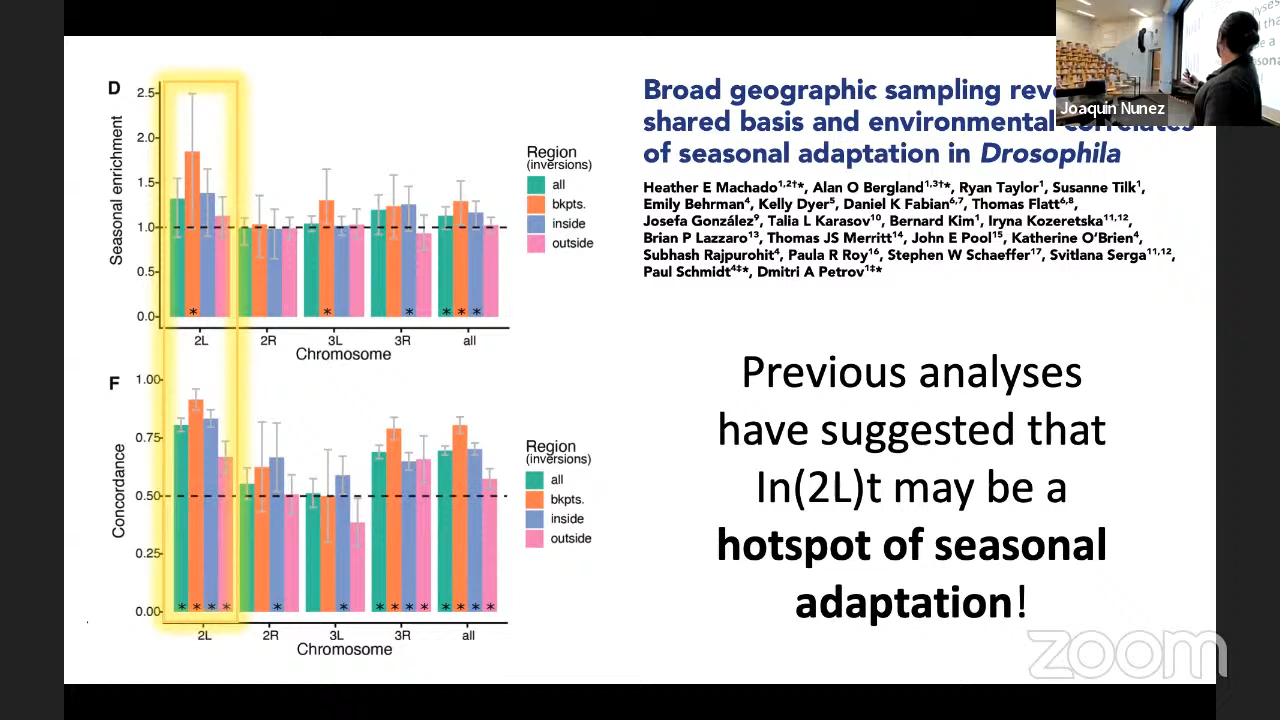 D
Seasonal enrichment
2.5
2.0
1.5
1.0
0.5
0.0
2L 2R 3L 3R all
Chromosome
* * * * * *
Region
(inversions)
all
bkpts.
inside
outside
F
Concordance
1.00
0.75
0.50
0.25
0.00
* * * * * * * * * * * * * *
2L 2R 3L 3R all
Chromosome
Region
(inversions)
all
bkpts.
inside
outside
Broad geographic sampling
shared basis and environmental correlates
of seasonal adaptation in Drosophila
Heather E Machado1,2†*, Alan O Bergland1,3†*, Ryan Taylor1, Susanne Tilk1,
Emily Behrman4, Kelly Dyer5, Daniel K Fabian6,7, Thomas Flatt6,8,
Josefa González9, Talia L Karasov10, Bernard Kim1, Iryna Kozeretska11,12,
Brian P Lazzaro13, Thomas JS Merritt14, John E Pool15, Katherine O'Brien4,
Subhash Rajpurohit4, Paula R Roy16, Stephen W Schaeffer17, Svitlana Serga11,12,
Paul Schmidt4‡*, Dmitri A Petrov1‡*
Previous analyses
have suggested that
In(2L)t may be a
hotspot of seasonal
adaptation!
Joaquin Nunez
zoom